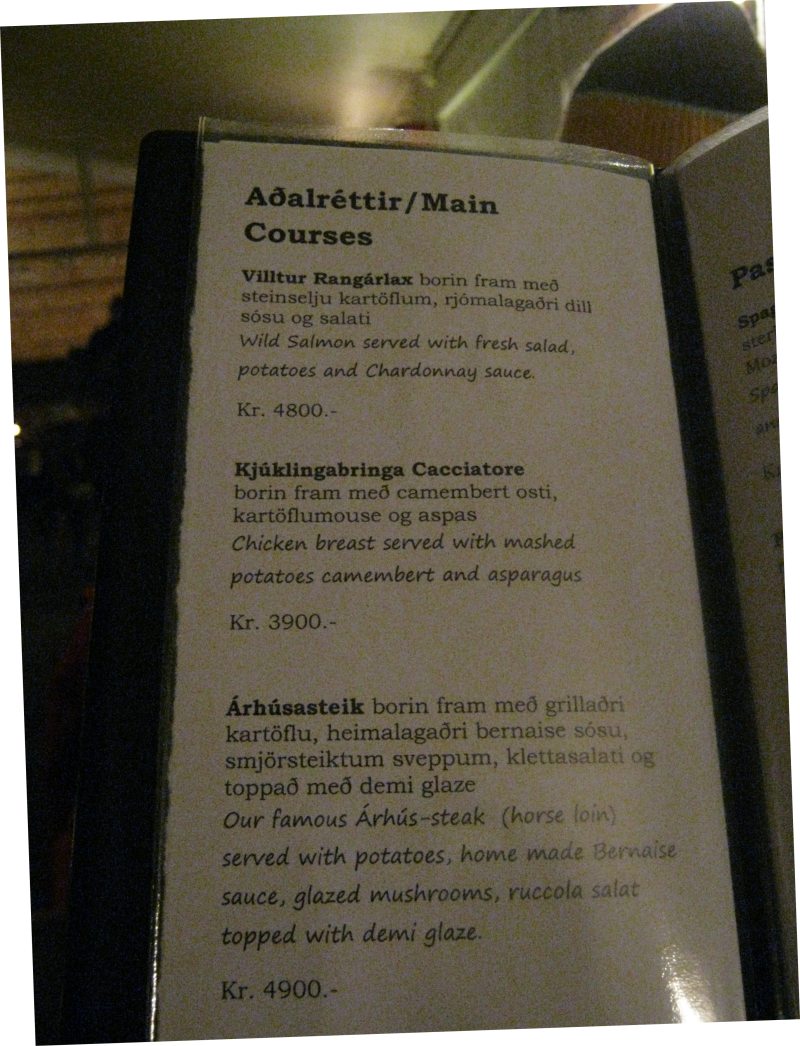 Aðalréttir/Main
Courses
Villtur Rangárlax borin fram með
steinselju kartöflum, rjómalagaðri dill
sósu og salati
Wild Salmon served with fresh salad,
potatoes and Chardonnay sauce.
Kr. 4800.-
Kjúklingabringa Cacciatore
borin fram með camembert osti,
kartöflumouse og aspas
Chicken breast served with mashed
potatoes camembert and asparagus
Kr. 3900.-
Árhúsasteik borin fram með grillaðri
kartöflu, heimalagaðri bernaise sósu,
smjörsteiktum sveppum, klettasalati og
toppað með demi glaze
Our famous Árhús-steak (horse loin)
served with potatoes, home made Bernaise
sauce, glazed mushrooms, ruccola salat
topped with demi glaze.
Kr. 4900.-